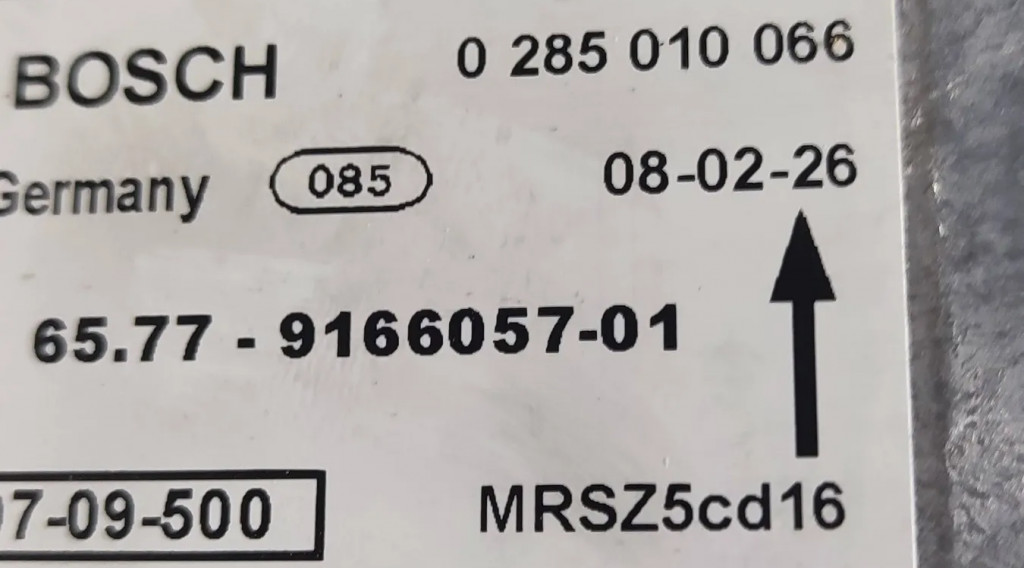 BOSCH 0 285 010 066
Germany 085 08-02-26
65.77 - 9166057-01
7-09-500 MRSZ5cd16